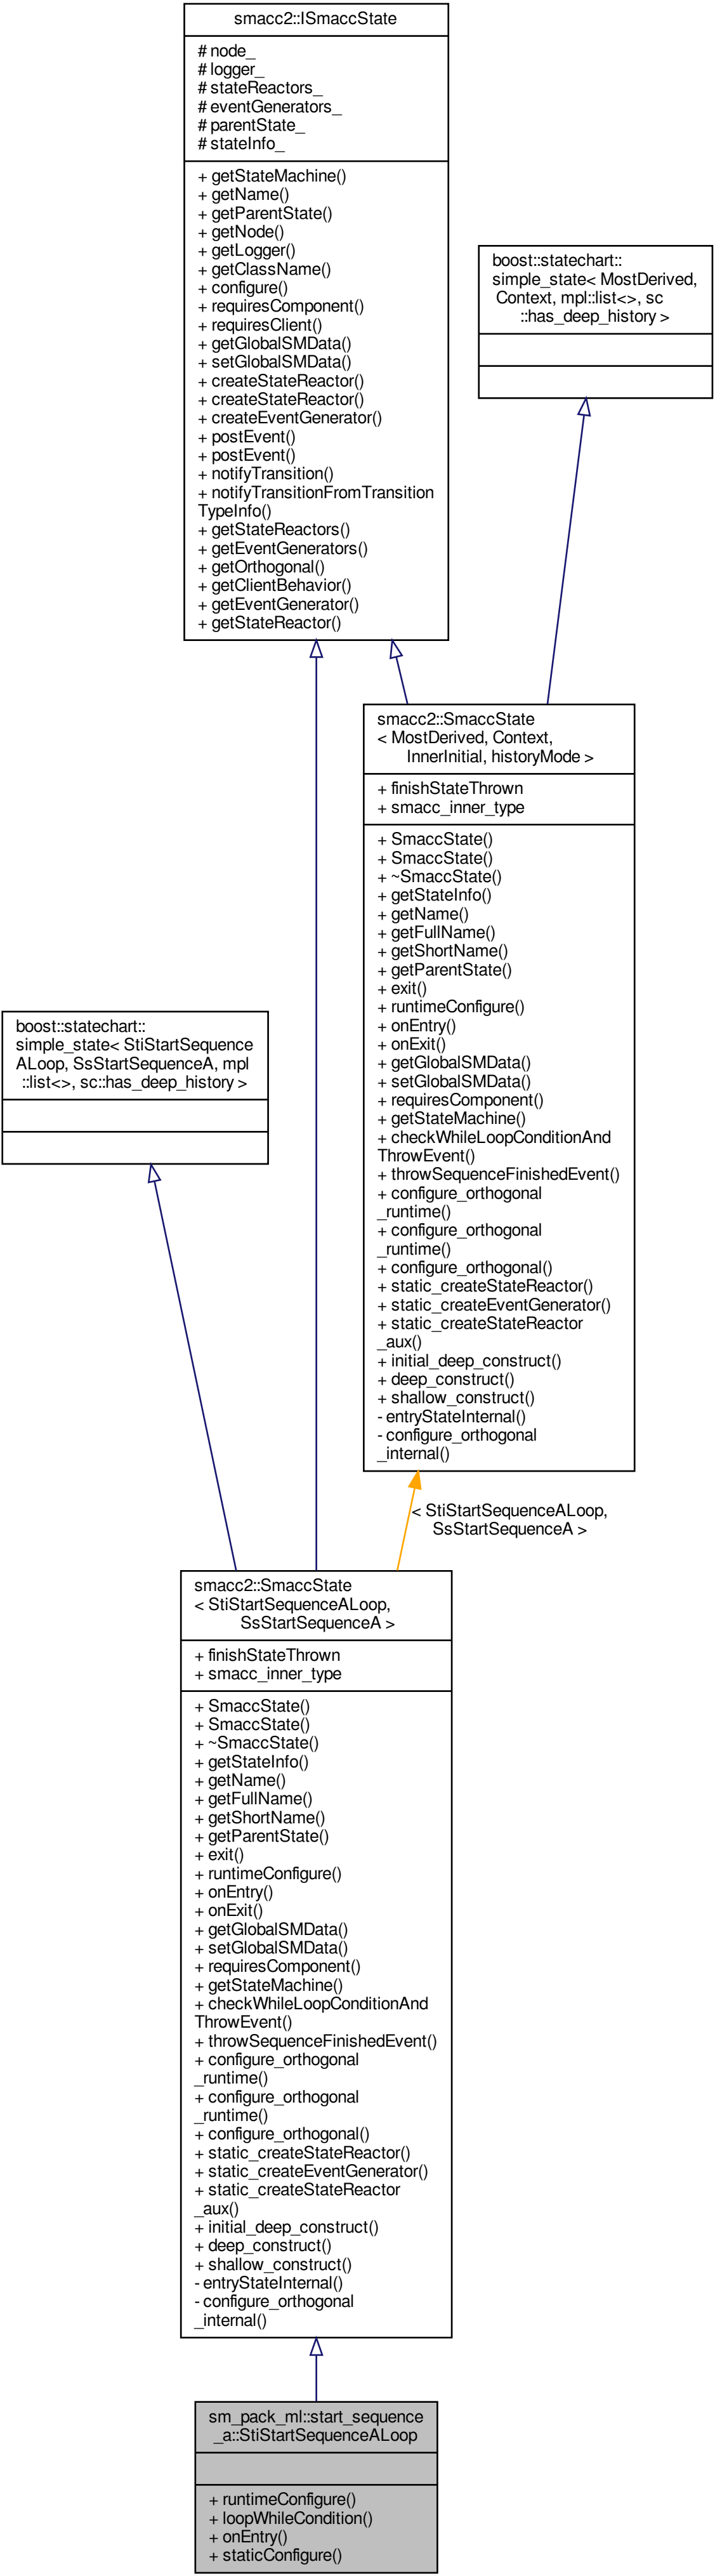 smacc2::ISmaccState
# node_
# logger_
# stateReactors_
# eventGenerators_
# parentState_
# stateInfo_
+ getStateMachine()
+ getName()
+ getParentState()
+ getNode()
+ getLogger()
+ getClassName()
+ configure()
+ requiresComponent()
+ requiresClient()
+ getGlobalSMData()
+ setGlobalSMData()
+ createStateReactor()
+ createStateReactor()
+ createEventGenerator()
+ postEvent()
+ postEvent()
+ notifyTransition()
+ notifyTransitionFromTransition
TypeInfo()
+ getStateReactors()
+ getEventGenerators()
+ getOrthogonal()
+ getClientBehavior()
+ getEventGenerator()
+ getStateReactor()
boost::statechart::
simple_state< MostDerived,
Context, mpl::list<>, sc
::has_deep_history >
smacc2::SmaccState
< MostDerived, Context,
InnerInitial, historyMode >
+ finishStateThrown
+ smacc_inner_type
+ SmaccState()
+ SmaccState()
+ ~SmaccState()
+ getStateInfo()
+ getName()
+ getFullName()
+ getShortName()
+ getParentState()
+ exit()
+ runtimeConfigure()
+ onEntry()
+ onExit()
+ getGlobalSMData()
+ setGlobalSMData()
+ requiresComponent()
+ getStateMachine()
+ checkWhileLoopConditionAnd
ThrowEvent()
+ throwSequenceFinishedEvent()
+ configure_orthogonal
_runtime()
+ configure_orthogonal
_runtime()
+ configure_orthogonal()
+ static_createStateReactor()
+ static_createEventGenerator()
+ static_createStateReactor
_aux()
+ initial_deep_construct()
+ deep_construct()
+ shallow_construct()
- entryStateInternal()
- configure_orthogonal
_internal()
boost::statechart::
simple_state< StiStartSequence
ALoop, SsStartSequenceA, mpl
::list<>, sc::has_deep_history >
< StiStartSequenceALoop,
SsStartSequenceA >
smacc2::SmaccState
< StiStartSequenceALoop,
SsStartSequenceA >
+ finishStateThrown
+ smacc_inner_type
+ SmaccState()
+ SmaccState()
+ ~SmaccState()
+ getStateInfo()
+ getName()
+ getFullName()
+ getShortName()
+ getParentState()
+ exit()
+ runtimeConfigure()
+ onEntry()
+ onExit()
+ getGlobalSMData()
+ setGlobalSMData()
+ requiresComponent()
+ getStateMachine()
+ checkWhileLoopConditionAnd
ThrowEvent()
+ throwSequenceFinishedEvent()
+ configure_orthogonal
_runtime()
+ configure_orthogonal
_runtime()
+ configure_orthogonal()
+ static_createStateReactor()
+ static_createEventGenerator()
+ static_createStateReactor
_aux()
+ initial_deep_construct()
+ deep_construct()
+ shallow_construct()
- entryStateInternal()
- configure_orthogonal
_internal()
sm_pack_ml::start_sequence
_a::StiStartSequenceALoop
+ runtimeConfigure()
+ loopWhileCondition()
+ onEntry()
+ staticConfigure()